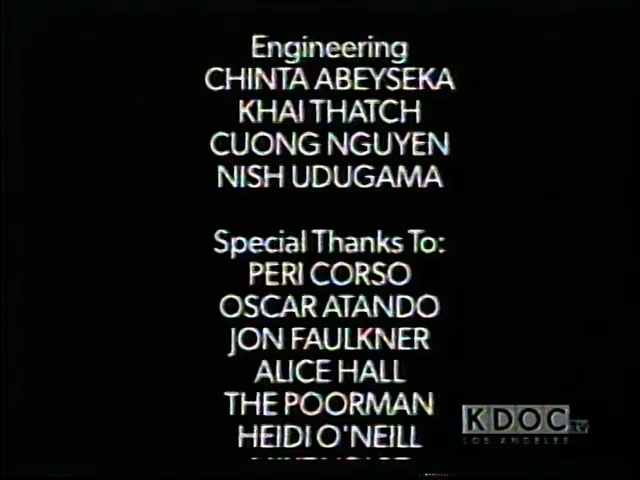 Engineering
CHINTA ABEYSEKA
KHAI THATCH
CUONG NGUYEN
NISH UDUGAMA
Special Thanks To:
PERI CORSO
OSCAR ATANDO
JON FAULKNER
ALICE HALL
THE POORMAN
HEIDI O'NEILL
KDOC TV
LOS ANGELES